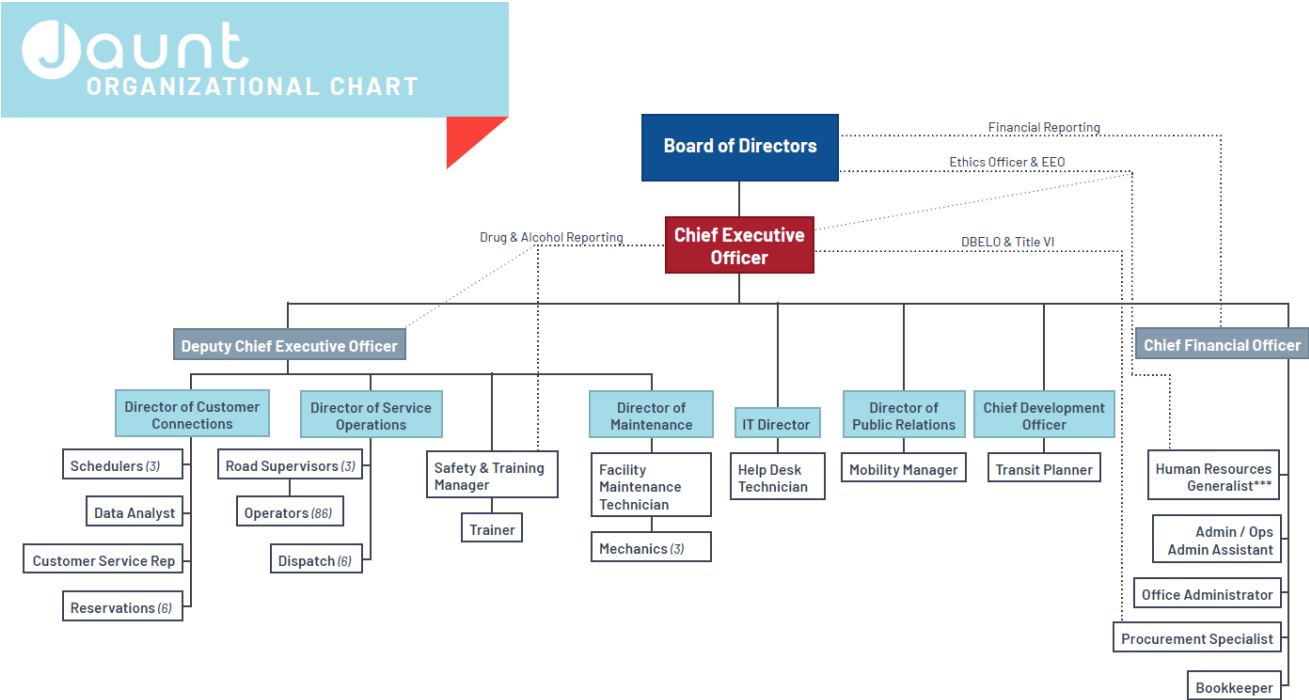 Jaunt
ORGANIZATIONAL CHART
Board of Directors
Financial Reporting
Ethics Officer & EEO
Chief Executive
Officer
Drug & Alcohol Reporting
DBELO & Title VI
Deputy Chief Executive Officer
Chief Financial Officer
Director of Customer
Connections
Director of Service
Operations
Director of
Maintenance
IT Director
Director of
Public Relations
Chief Development
Officer
Schedulers (3)
Data Analyst
Customer Service Rep
Reservations (6)
Road Supervisors (3)
Operators (86)
Dispatch (6)
Safety & Training
Manager
Trainer
Facility
Maintenance
Technician
Mechanics (3)
Help Desk
Technician
Mobility Manager
Transit Planner
Human Resources
Generalist***
Admin / Ops
Admin Assistant
Office Administrator
Procurement Specialist
Bookkeeper